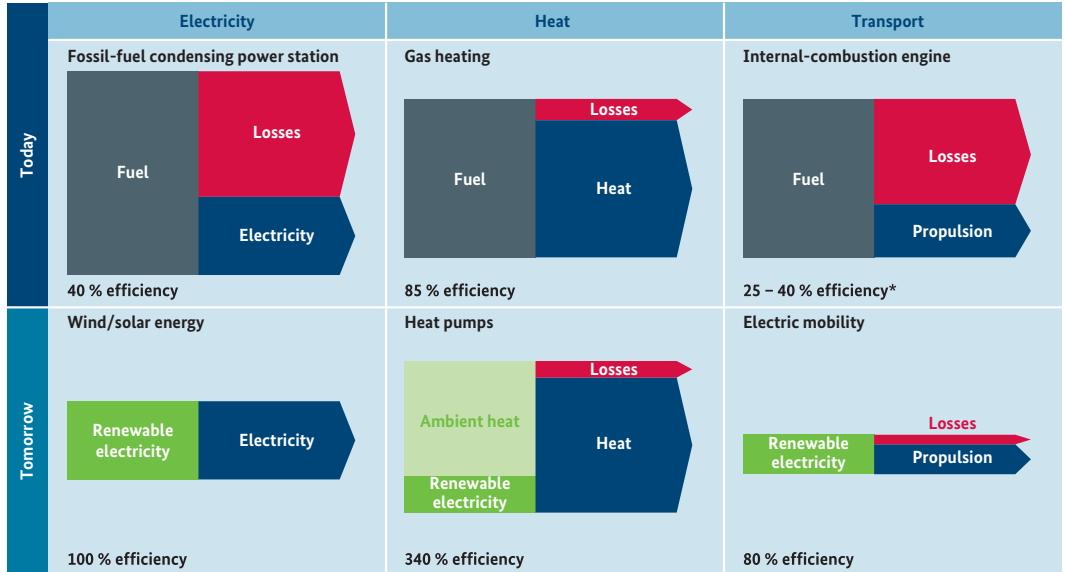 Electricity
Heat
Transport
Today
Fossil-fuel condensing power station
Fuel
Losses
Electricity
40 % efficiency
Gas heating
Fuel
Losses
Heat
85 % efficiency
Internal-combustion engine
Fuel
Losses
Propulsion
25 – 40 % efficiency*
Tomorrow
Wind/solar energy
Renewable
electricity
Electricity
100 % efficiency
Heat pumps
Ambient heat
Renewable
electricity
Losses
Heat
340 % efficiency
Electric mobility
Renewable
electricity
Losses
Propulsion
80 % efficiency